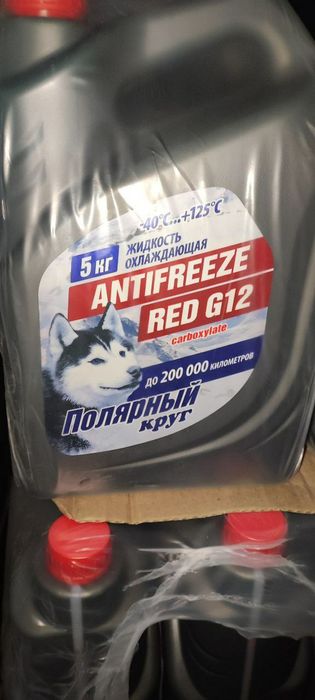 -40°C...+125°C
5 кг
ЖИДКОСТЬ
ОХЛАЖДАЮЩАЯ
ANTIFREEZE
RED G12
carboxylate
ДО 200 000 КИЛОМЕТРОВ
Полярный
круг